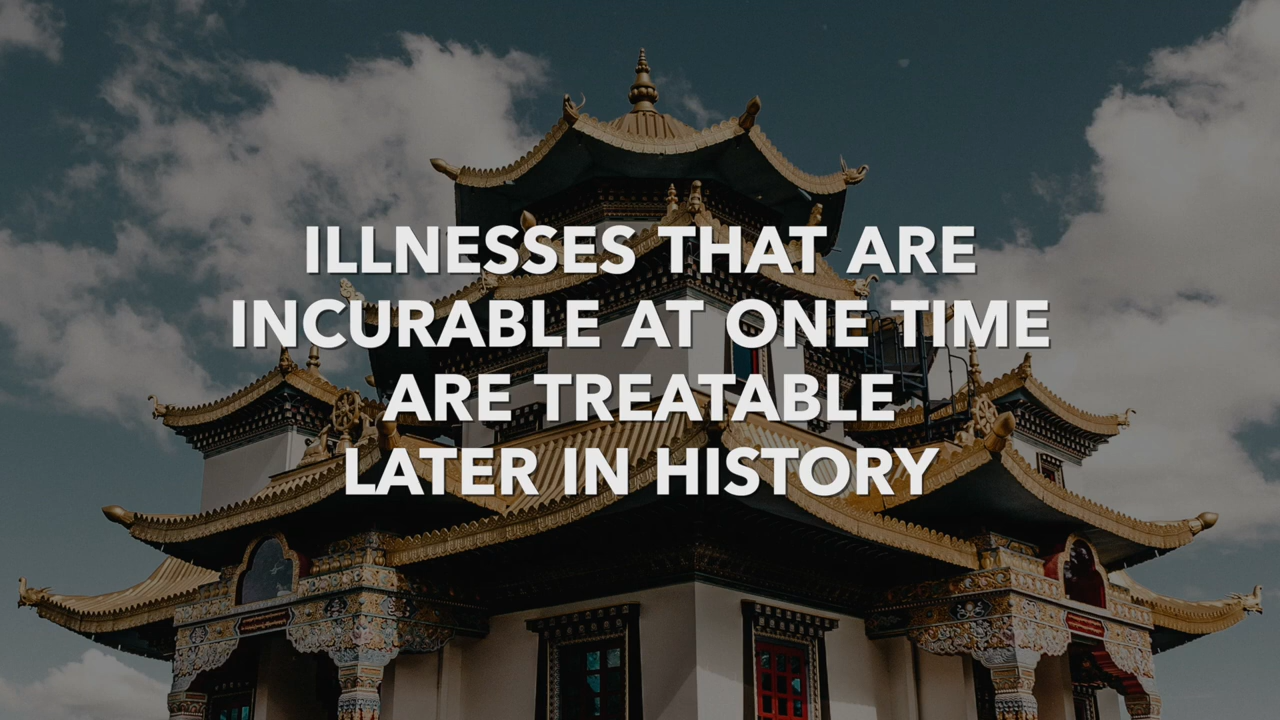 ILLNESSES THAT ARE
INCURABLE AT ONE TIME
ARE TREATABLE
LATER IN HISTORY